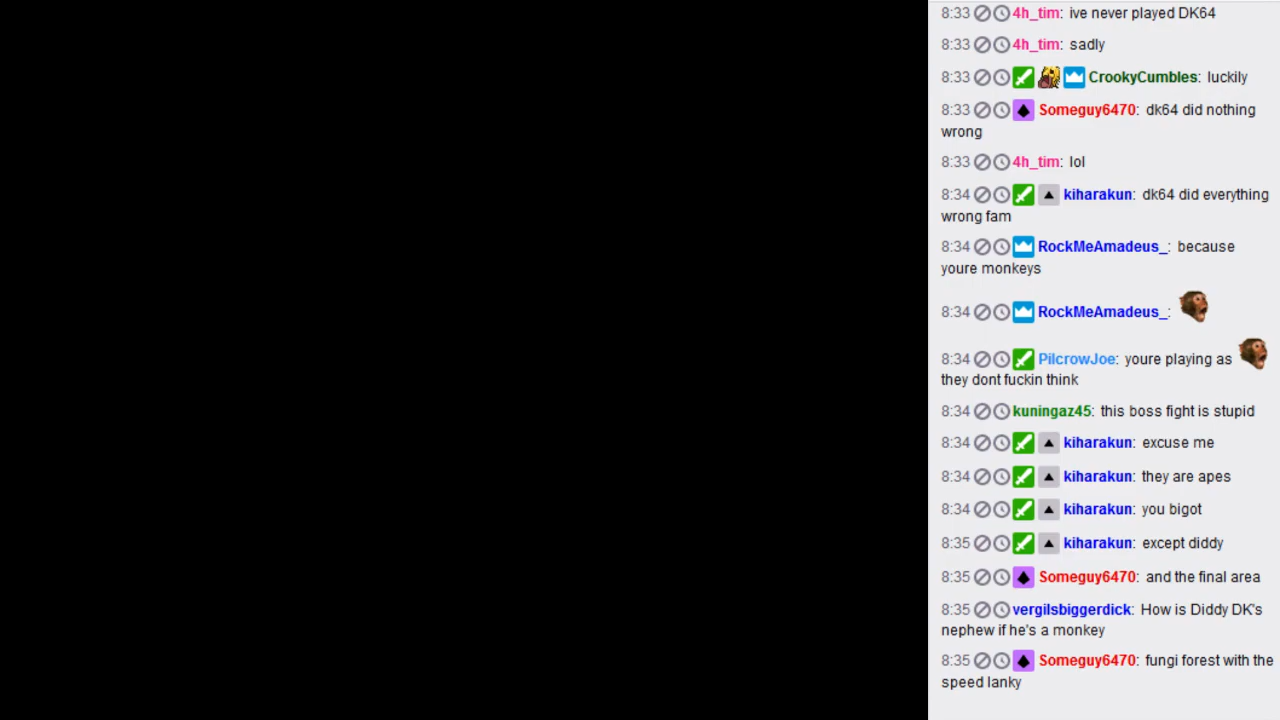 8:33 4h_tim: ive never played DK64
8:33 4h_tim: sadly
8:33 CrookyCumbles: luckily
8:33 Someguy6470: dk64 did nothing
wrong
8:33 4h_tim: lol
8:34 kiharakun: dk64 did everything
wrong fam
8:34 RockMeAmadeus_: because
youre monkeys
8:34 RockMeAmadeus_:
8:34 PilcrowJoe: youre playing as
they dont fuckin think
8:34 kuningaz45: this boss fight is stupid
8:34 kiharakun: excuse me
8:34 kiharakun: they are apes
8:34 kiharakun: you bigot
8:35 kiharakun: except diddy
8:35 Someguy6470: and the final area
8:35 vergilsbiggerdick: How is Diddy DK's
nephew if he's a monkey
8:35 Someguy6470: fungi forest with the
speed lanky